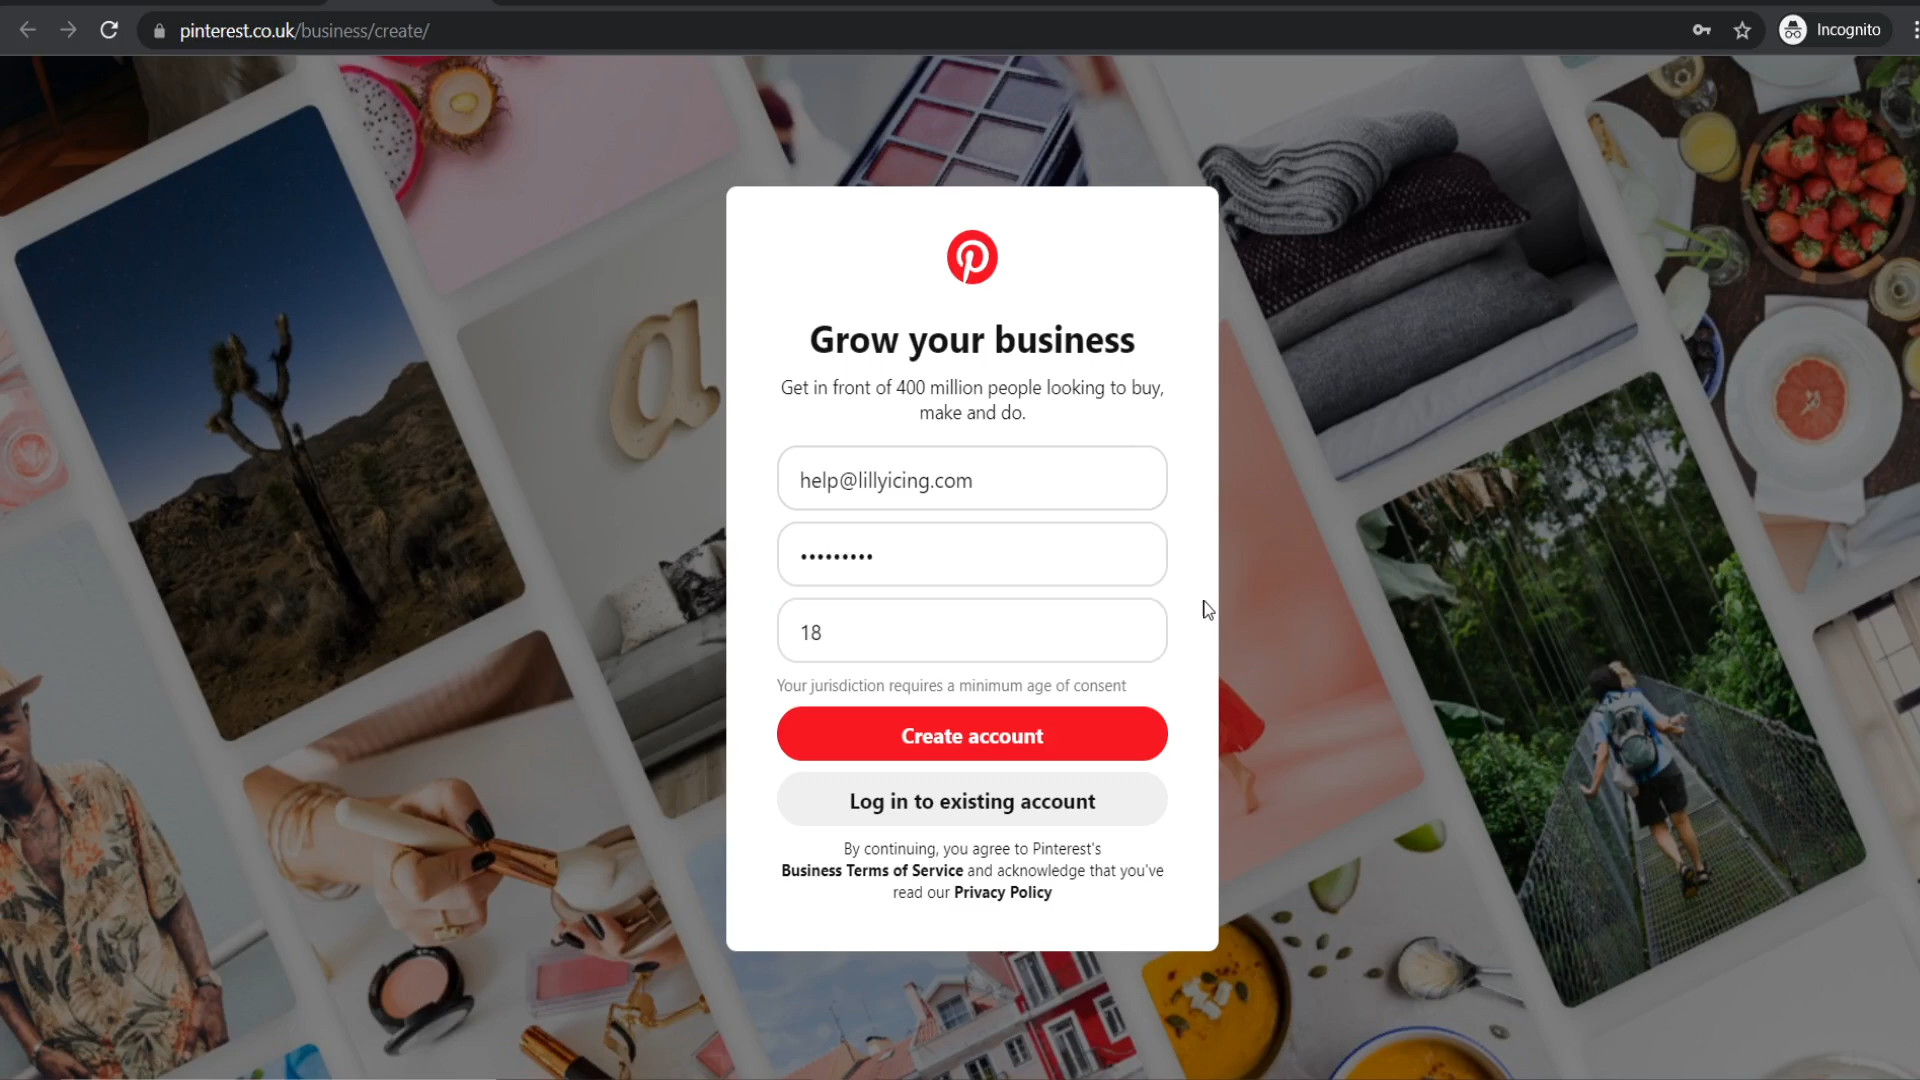 pinterest.co.uk/business/create/
Incognito
Grow your business
Get in front of 400 million people looking to buy,
make and do.
help@lillyicing.com
•••••••••
18
Your jurisdiction requires a minimum age of consent
Create account
Log in to existing account
By continuing, you agree to Pinterest's
Business Terms of Service and acknowledge that you've
read our Privacy Policy
a